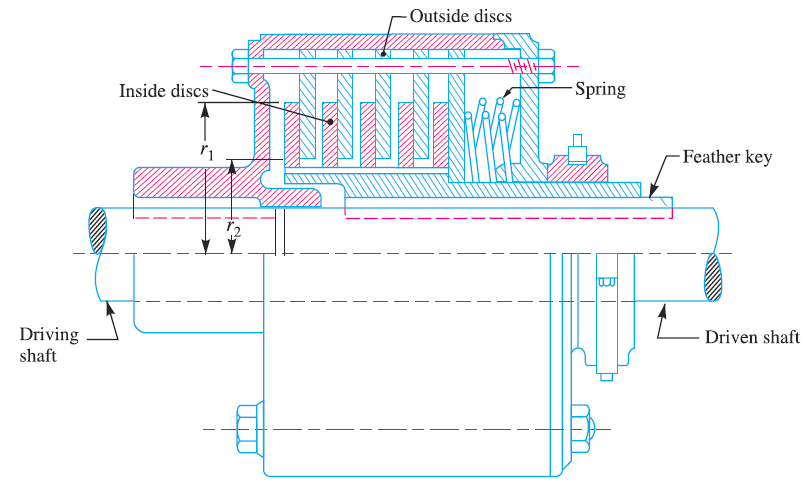 Outside discs
Inside discs
Spring
r1
Feather key
r2
Driving
shaft
Driven shaft